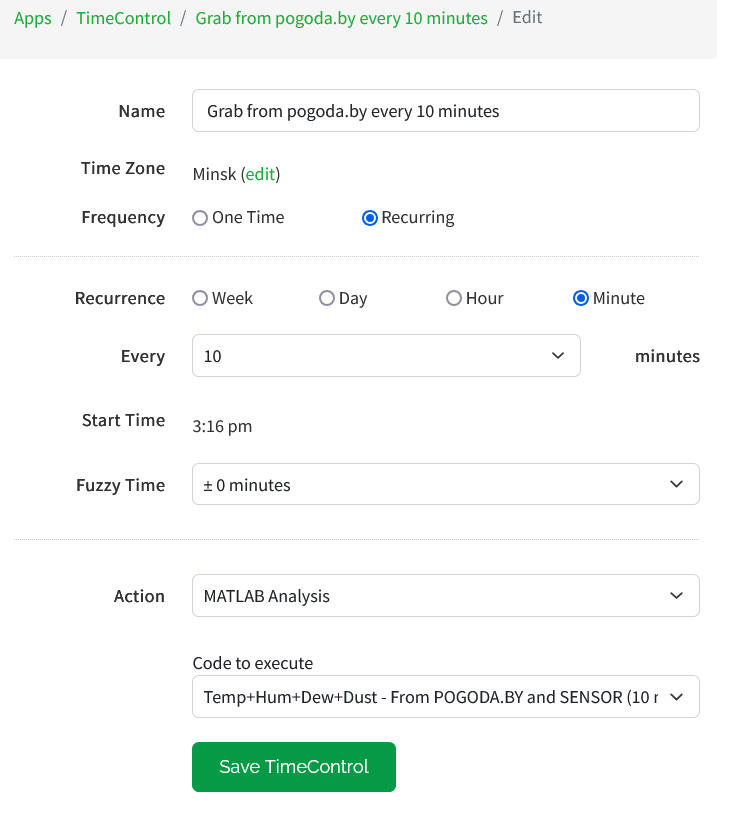 Apps / TimeControl / Grab from pogoda.by every 10 minutes / Edit
Name Grab from pogoda.by every 10 minutes
Time Zone Minsk (edit)
Frequency One Time Recurring
Recurrence Week Day Hour Minute
Every 10 minutes
Start Time 3:16 pm
Fuzzy Time ± 0 minutes
Action MATLAB Analysis
Code to execute
Temp+Hum+Dew+Dust - From POGODA.BY and SENSOR (10
Save TimeControl